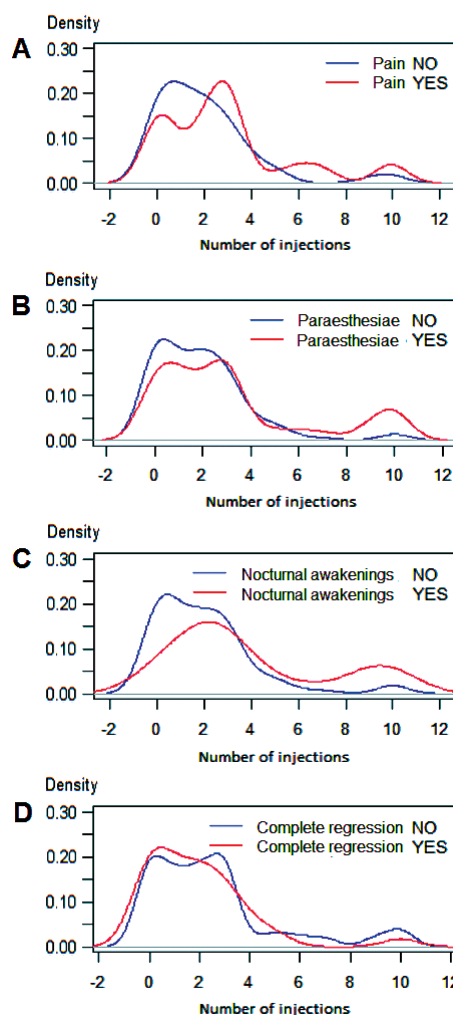 Density
A
0.30
Pain NO
Pain YES
0.20
0.10
0.00
-2 0 2 4 6 8 10 12
Number of injections
Density
B
0.30
Paraesthesiae NO
Paraesthesiae YES
0.20
0.10
0.00
-2 0 2 4 6 8 10 12
Number of injections
Density
C
0.30
Nocturnal awakenings NO
Nocturnal awakenings YES
0.20
0.10
0.00
-2 0 2 4 6 8 10 12
Number of injections
Density
D
0.30
Complete regression NO
Complete regression YES
0.20
0.10
0.00
-2 0 2 4 6 8 10 12
Number of injections